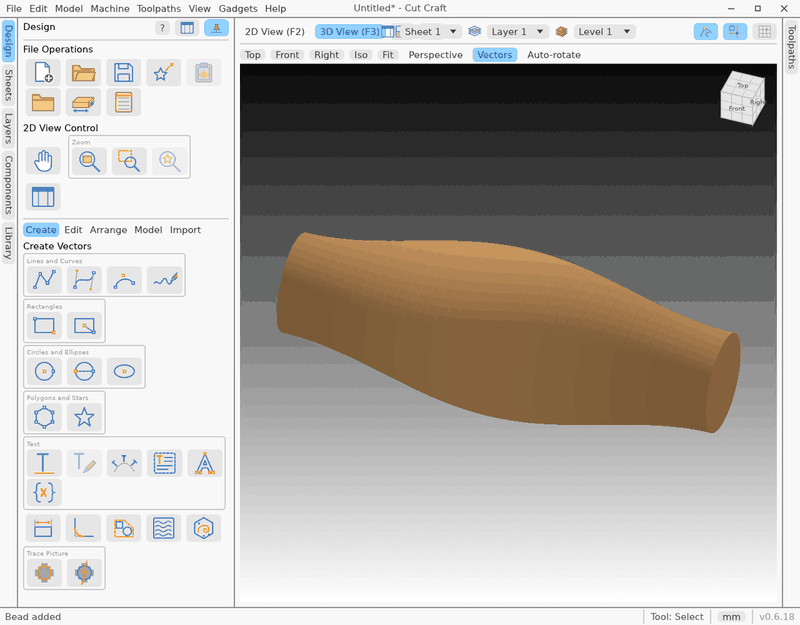 File Edit Model Machine Toolpaths View Gadgets Help Untitled* - Cut Craft
Design
Sheets
Layers
Components
Library
Design ?
File Operations
2D View Control
Zoom
Create Edit Arrange Model Import
Create Vectors
Lines and Curves
Rectangles
Circles and Ellipses
Polygons and Stars
Text
Trace Picture
2D View (F2) 3D View (F3) Sheet 1 Layer 1 Level 1
Top Front Right Iso Fit Perspective Vectors Auto-rotate
Top
Front
Right
Toolpaths
Bead added Tool: Select mm v0.6.18